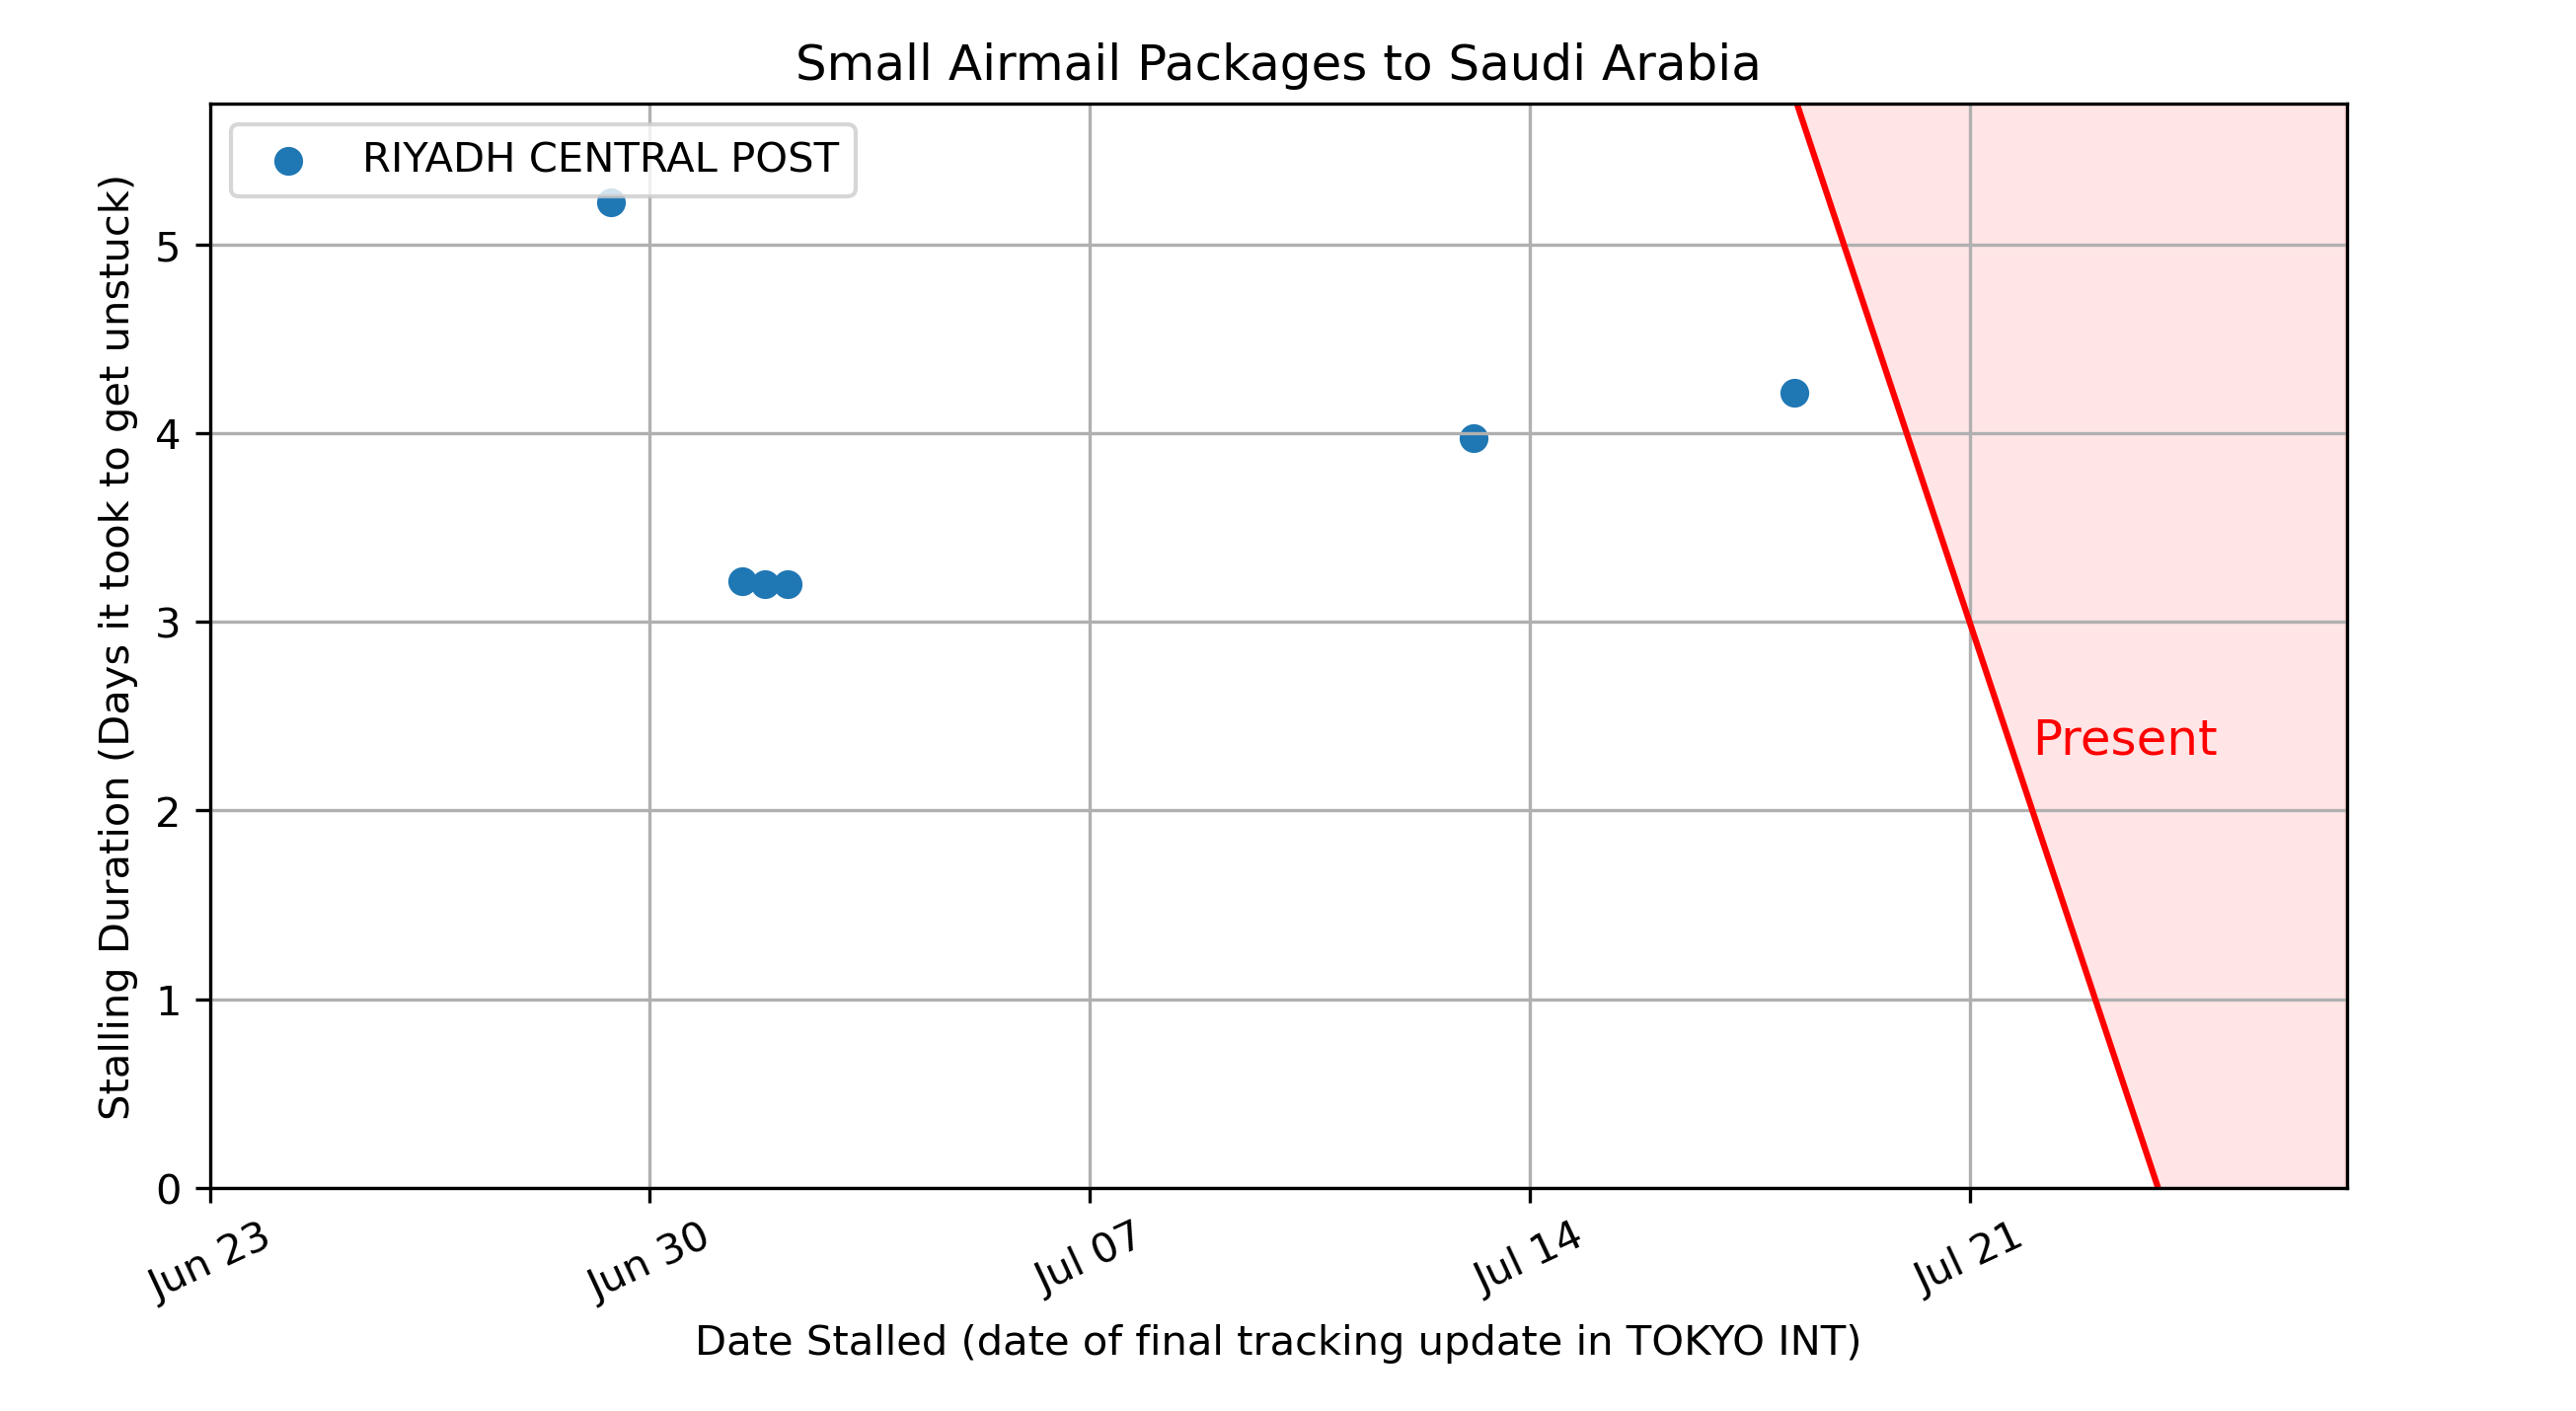 Small Airmail Packages to Saudi Arabia
RIYADH CENTRAL POST
Stalling Duration (Days it took to get unstuck)
5
4
3
2
1
0
Present
Jun 23
Jun 30
Jul 07
Jul 14
Jul 21
Date Stalled (date of final tracking update in TOKYO INT)